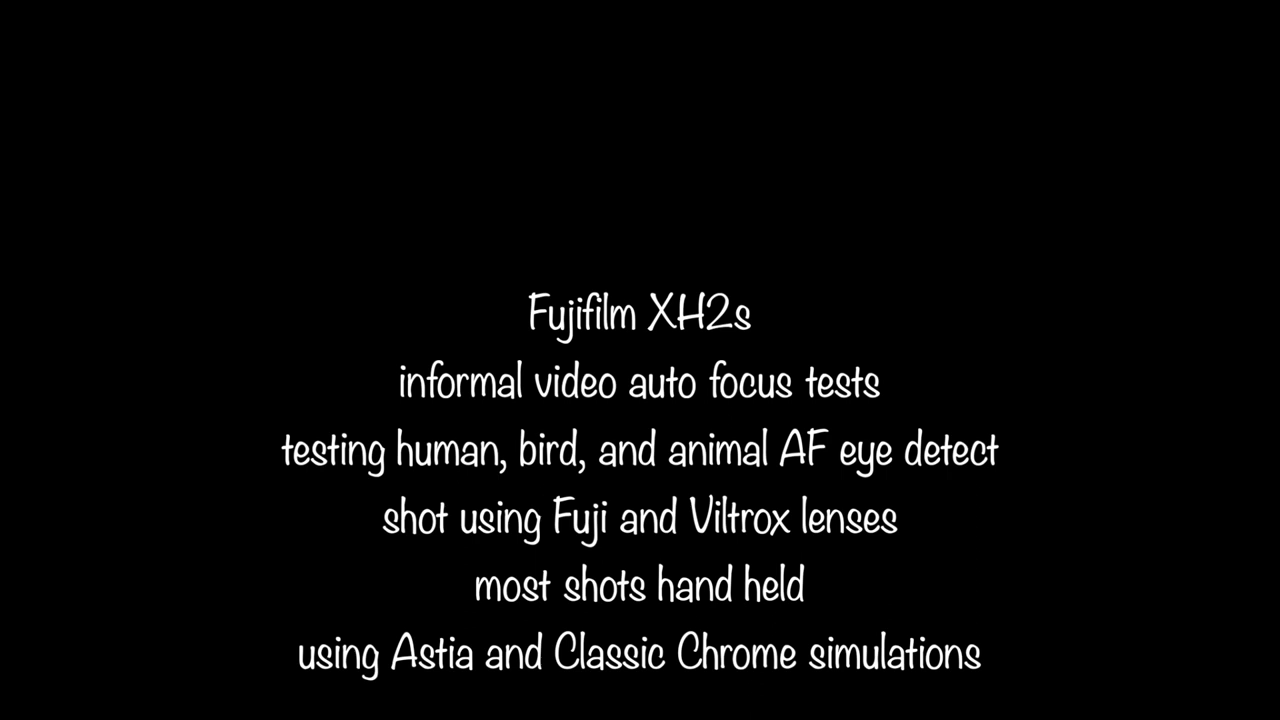 Fujifilm XH2s
informal video auto focus tests
testing human, bird, and animal AF eye detect
shot using Fuji and Viltrox lenses
most shots hand held
using Astia and Classic Chrome simulations